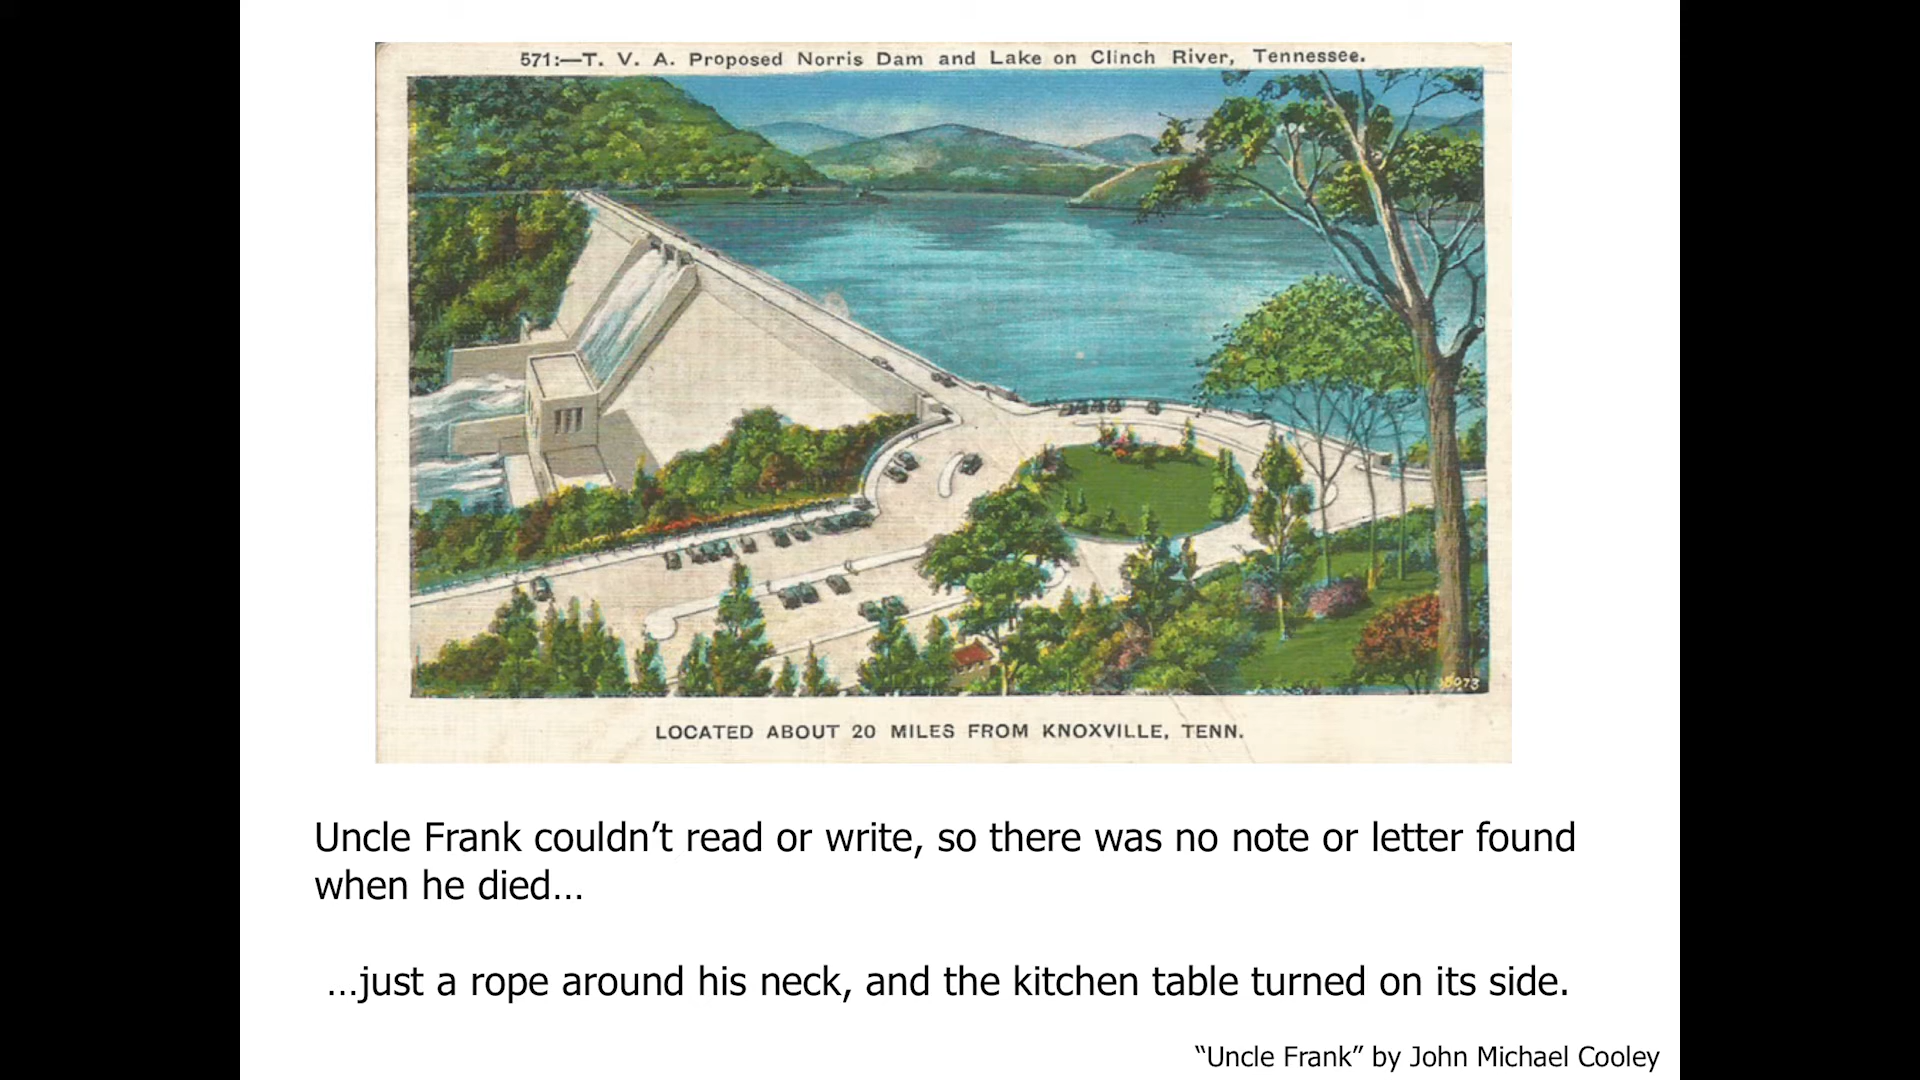 571:—T. V. A. Proposed Norris Dam and Lake on Clinch River, Tennessee.
LOCATED ABOUT 20 MILES FROM KNOXVILLE, TENN.
Uncle Frank couldn’t read or write, so there was no note or letter found
when he died…
…just a rope around his neck, and the kitchen table turned on its side.
“Uncle Frank” by John Michael Cooley